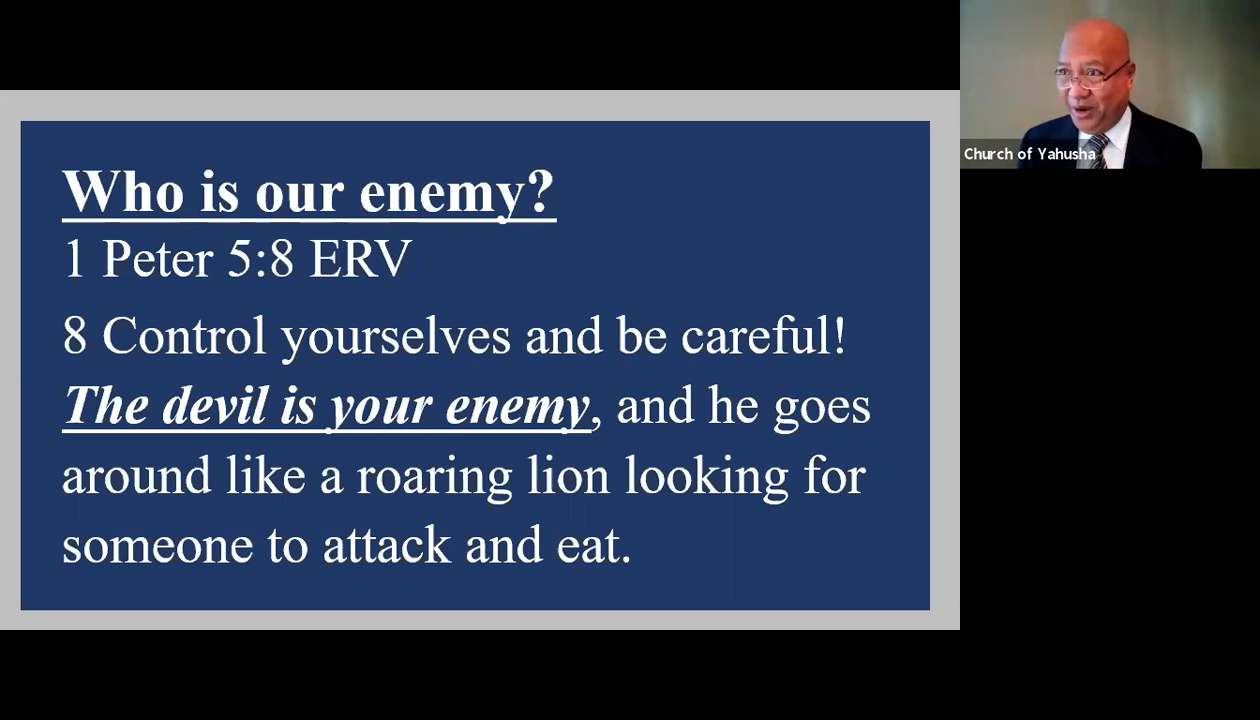 Who is our enemy?
1 Peter 5:8 ERV
8 Control yourselves and be careful!
The devil is your enemy, and he goes
around like a roaring lion looking for
someone to attack and eat.
Church of Yahusha